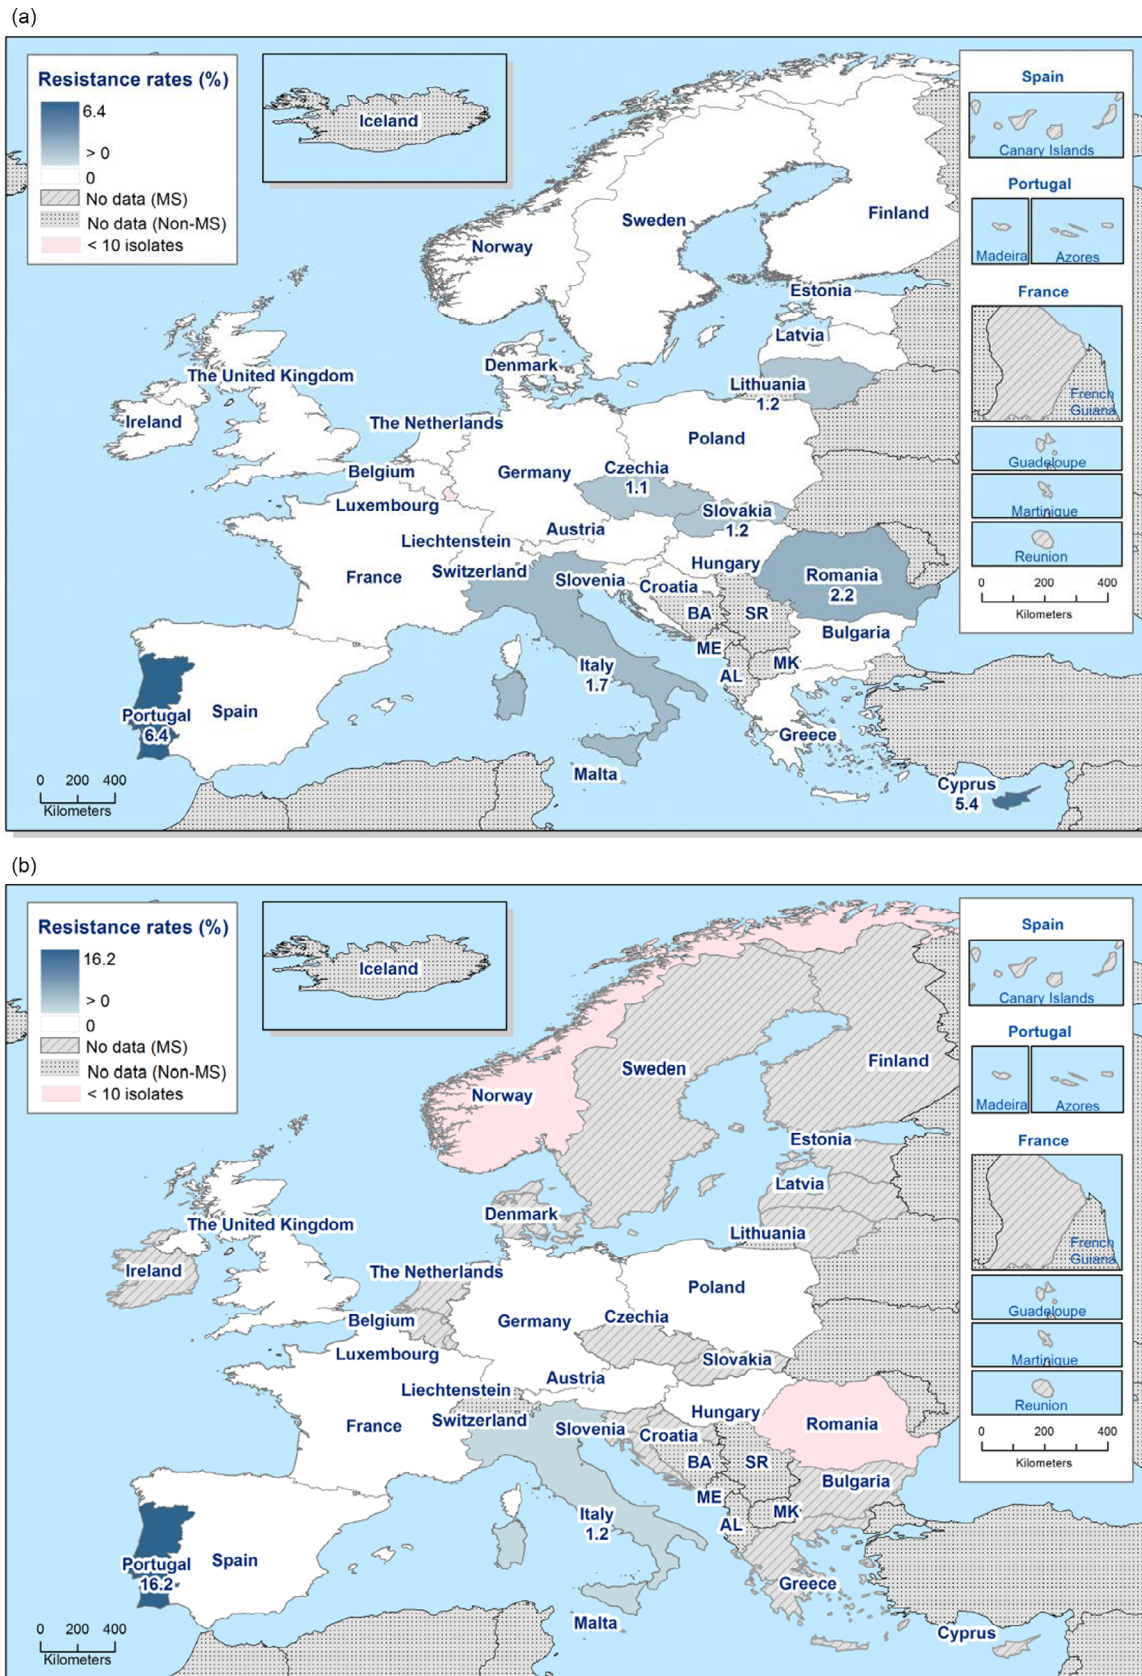 (a)
Resistance rates (%)
6.4
> 0
0
No data (MS)
No data (Non-MS)
< 10 isolates
Iceland
Spain
Canary Islands
Portugal
Madeira
Azores
France
French
Guiana
Guadeloupe
Martinique
Reunion
0 200 400
Kilometers
Norway
Sweden
Finland
Estonia
Latvia
Denmark
Lithuania
1.2
The United Kingdom
Ireland
The Netherlands
Poland
Belgium
Germany
Czechia
1.1
Luxembourg
Slovakia
1.2
Austria
Liechtenstein
France
Switzerland
Slovenia
Hungary
Croatia
Romania
2.2
BA
SR
Bulgaria
ME
MK
AL
Italy
1.7
Portugal
6.4
Spain
Greece
Malta
Cyprus
5.4
0 200 400
Kilometers
(b)
Resistance rates (%)
16.2
> 0
0
No data (MS)
No data (Non-MS)
< 10 isolates
Iceland
Spain
Canary Islands
Portugal
Madeira
Azores
France
French
Guiana
Guadeloupe
Martinique
Reunion
0 200 400
Kilometers
Norway
Sweden
Finland
Estonia
Latvia
Denmark
Lithuania
The United Kingdom
Ireland
The Netherlands
Poland
Belgium
Germany
Czechia
Luxembourg
Slovakia
Austria
Liechtenstein
France
Switzerland
Slovenia
Hungary
Croatia
Romania
BA
SR
Bulgaria
ME
MK
AL
Italy
1.2
Portugal
16.2
Spain
Greece
Malta
Cyprus
0 200 400
Kilometers